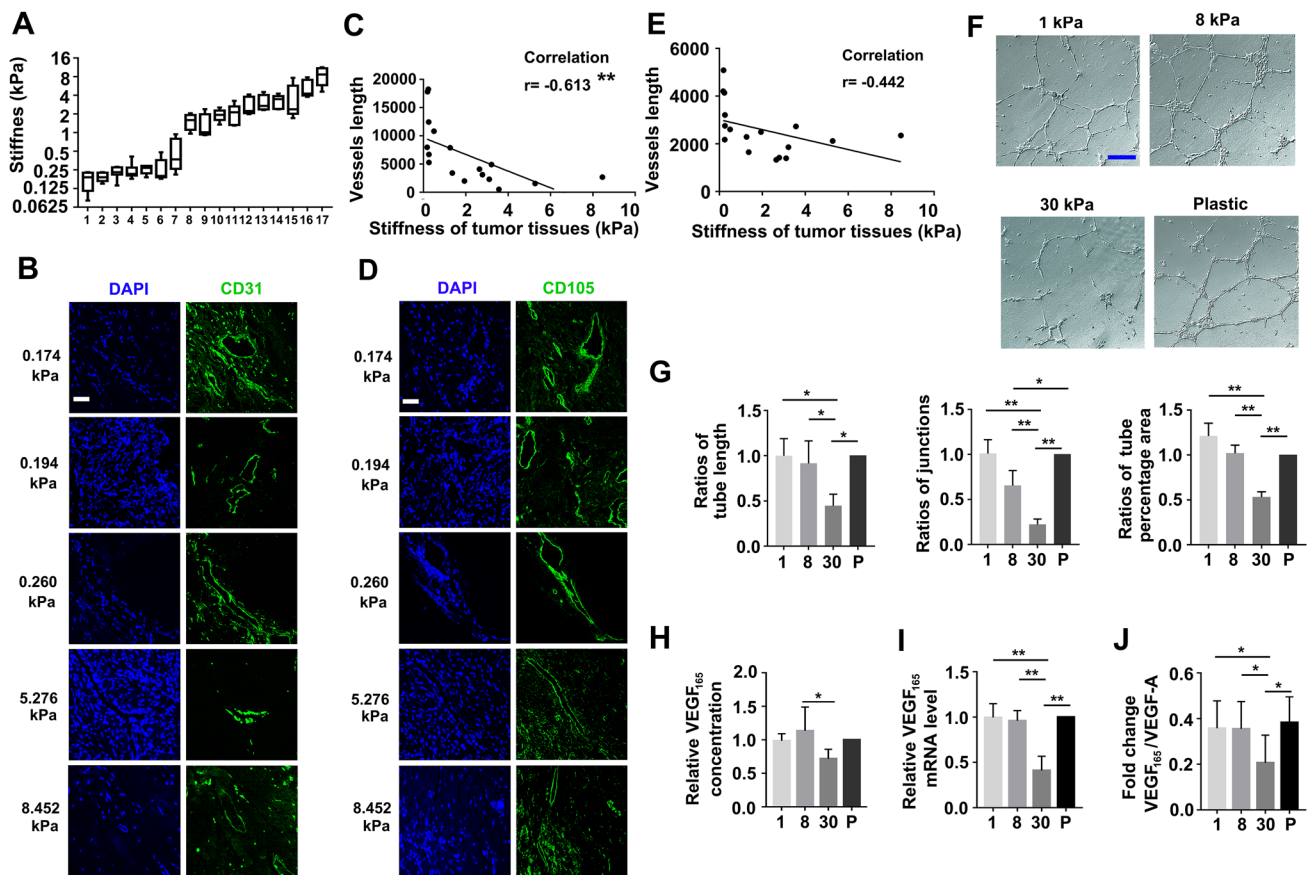 A
Stiffnes (kPa)
16
8
4
2
1
0.5
0.25
0.125
0.0625
1 2 3 4 5 6 7 8 9 10 11 12 13 14 15 16 17
C
Correlation
r= -0.613 **
Vessels length
20000
15000
10000
5000
0
0 2 4 6 8 10
Stiffness of tumor tissues (kPa)
E
Correlation
r= -0.442
Vessels length
6000
4000
2000
0
0 2 4 6 8 10
Stiffness of tumor tissues (kPa)
F
1 kPa 8 kPa
30 kPa Plastic
B
DAPI CD31
0.174
kPa
0.194
kPa
0.260
kPa
5.276
kPa
8.452
kPa
D
DAPI CD105
0.174
kPa
0.194
kPa
0.260
kPa
5.276
kPa
8.452
kPa
G
Ratios of
tube length
1.5
1.0
0.5
0.0
*
*
*
1 8 30 P
Ratios of junctions
1.5
1.0
0.5
0.0
*
**
**
**
1 8 30 P
Ratios of tube
percentage area
1.5
1.0
0.5
0.0
**
**
**
1 8 30 P
H
Relative VEGF165
concentration
2.0
1.5
1.0
0.5
0.0
*
1 8 30 P
I
Relative VEGF165
mRNA level
1.5
1.0
0.5
0.0
**
**
**
1 8 30 P
J
Fold change
VEGF165/VEGF-A
0.6
0.4
0.2
0.0
*
*
*
1 8 30 P